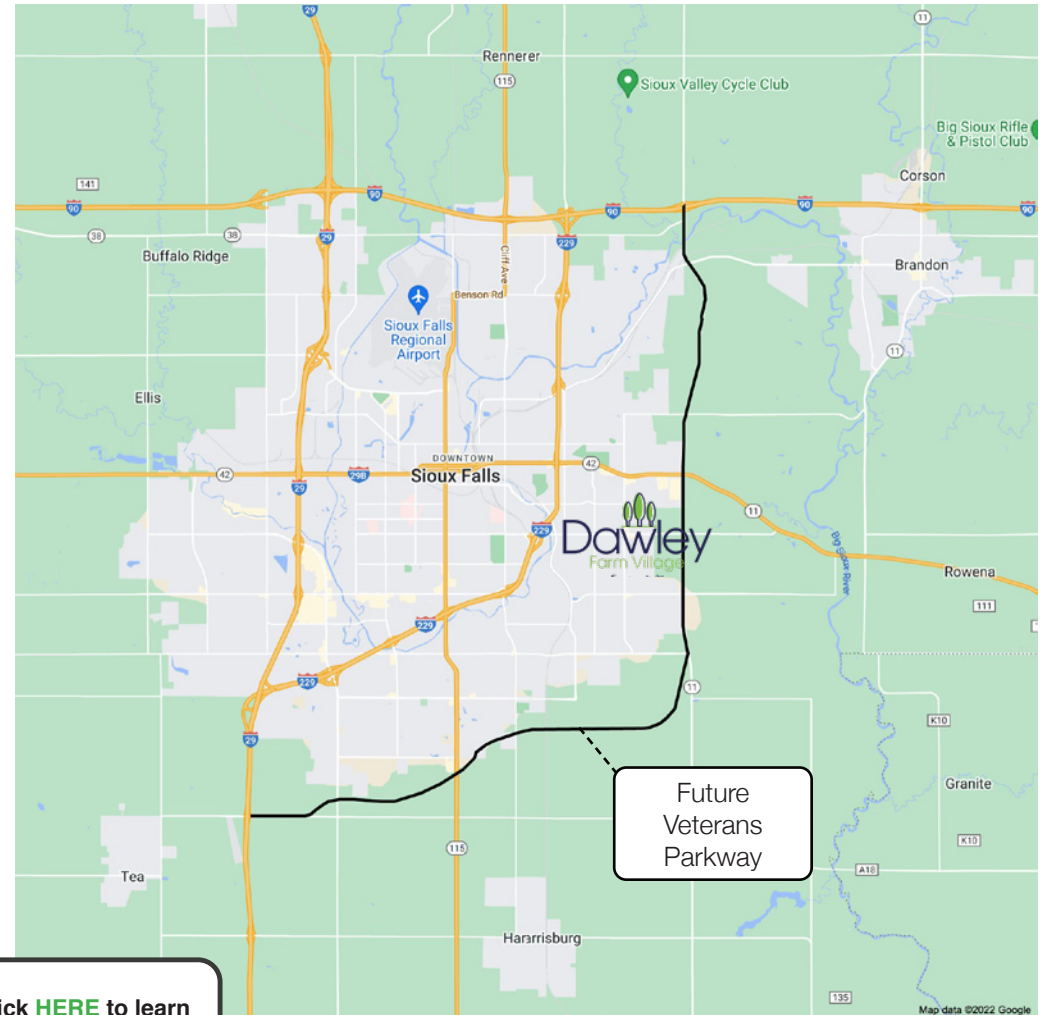 29
11
Rennerer
115
Sioux Valley Cycle Club
Big Sioux Rifle
& Pistol Club
Corson
141
90
90
90
90
90
38
38
29
229
Buffalo Ridge
Cliff Ave
Brandon
Benson Rd
Sioux Falls
Regional
Airport
11
Ellis
DOWNTOWN
Sioux Falls
42
29B
42
29
11
229
Dawley
Farm Village
Big Sioux River
Rowena
111
229
229
11
K10
29
Future
Veterans
Parkway
Granite
115
K10
A18
Tea
Hararrisburg
135
ick HERE to learn
Map data ©2022 Google